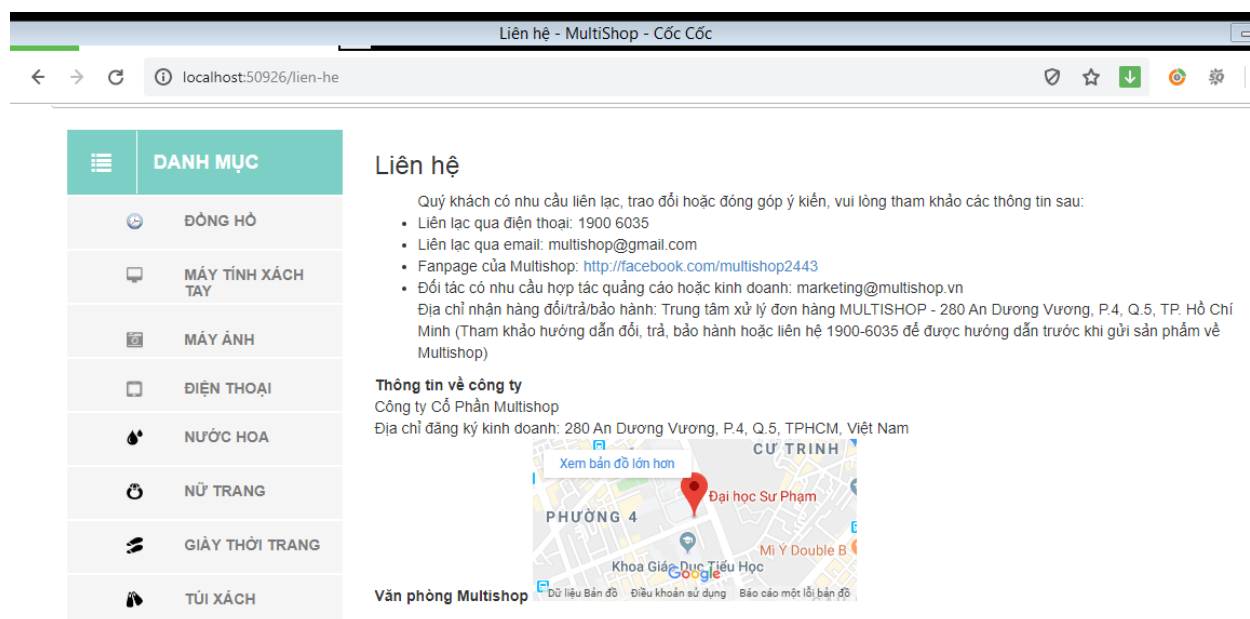 Liên hệ - MultiShop - Cốc Cốc
localhost:50926/lien-he
DANH MỤC
ĐỒNG HỒ
MÁY TÍNH XÁCH
TAY
MÁY ẢNH
ĐIỆN THOẠI
NƯỚC HOA
NỮ TRANG
GIÀY THỜI TRANG
TÚI XÁCH
Liên hệ
Quý khách có nhu cầu liên lạc, trao đổi hoặc đóng góp ý kiến, vui lòng tham khảo các thông tin sau:
• Liên lạc qua điện thoại: 1900 6035
• Liên lạc qua email: multishop@gmail.com
• Fanpage của Multishop: http://facebook.com/multishop2443
• Đối tác có nhu cầu hợp tác quảng cáo hoặc kinh doanh: marketing@multishop.vn
Địa chỉ nhận hàng đổi/trả/bảo hành: Trung tâm xử lý đơn hàng MULTISHOP - 280 An Dương Vương, P.4, Q.5, TP. Hồ Chí
Minh (Tham khảo hướng dẫn đổi, trả, bảo hành hoặc liên hệ 1900-6035 để được hướng dẫn trước khi gửi sản phẩm về
Multishop)
Thông tin về công ty
Công ty Cổ Phần Multishop
Địa chỉ đăng ký kinh doanh: 280 An Dương Vương, P.4, Q.5, TPHCM, Việt Nam
Xem bản đồ lớn hơn
CƯ TRINH
Đại học Sư Phạm
PHƯỜNG 4
Mì Ý Double B
Khoa Giáo Dục Tiểu Học
Google
Dữ liệu Bản đồ Điều khoản sử dụng Báo cáo một lỗi bản đồ
Văn phòng Multishop